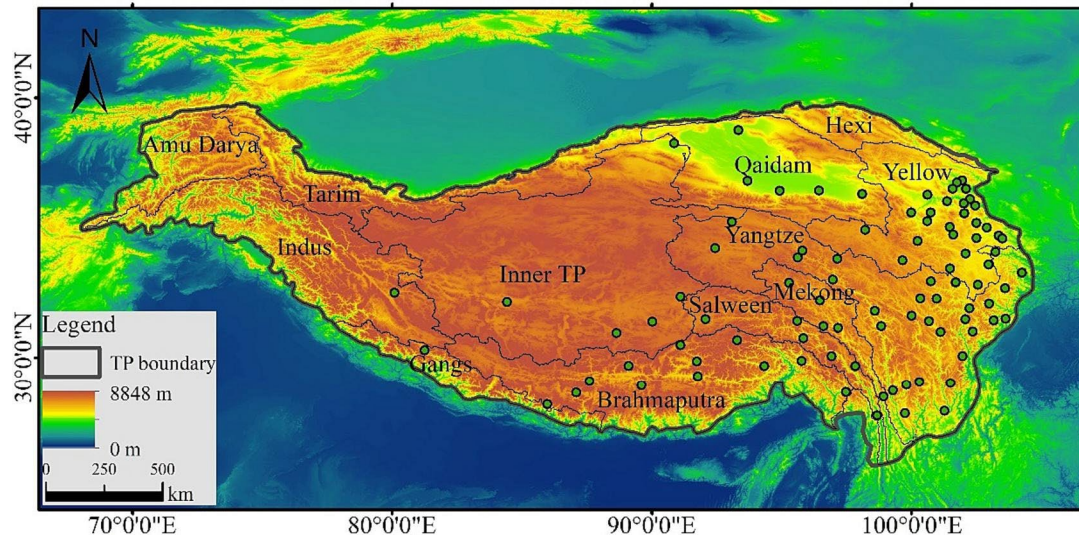 N
40°0'0"N
30°0'0"N
Amu Darya
Tarim
Indus
Inner TP
Gangs
Brahmaputra
Salween
Mekong
Yangtze
Qaidam
Hexi
Yellow
Legend
TP boundary
8848 m
0 m
0 250 500
km
70°0'0"E 80°0'0"E 90°0'0"E 100°0'0"E